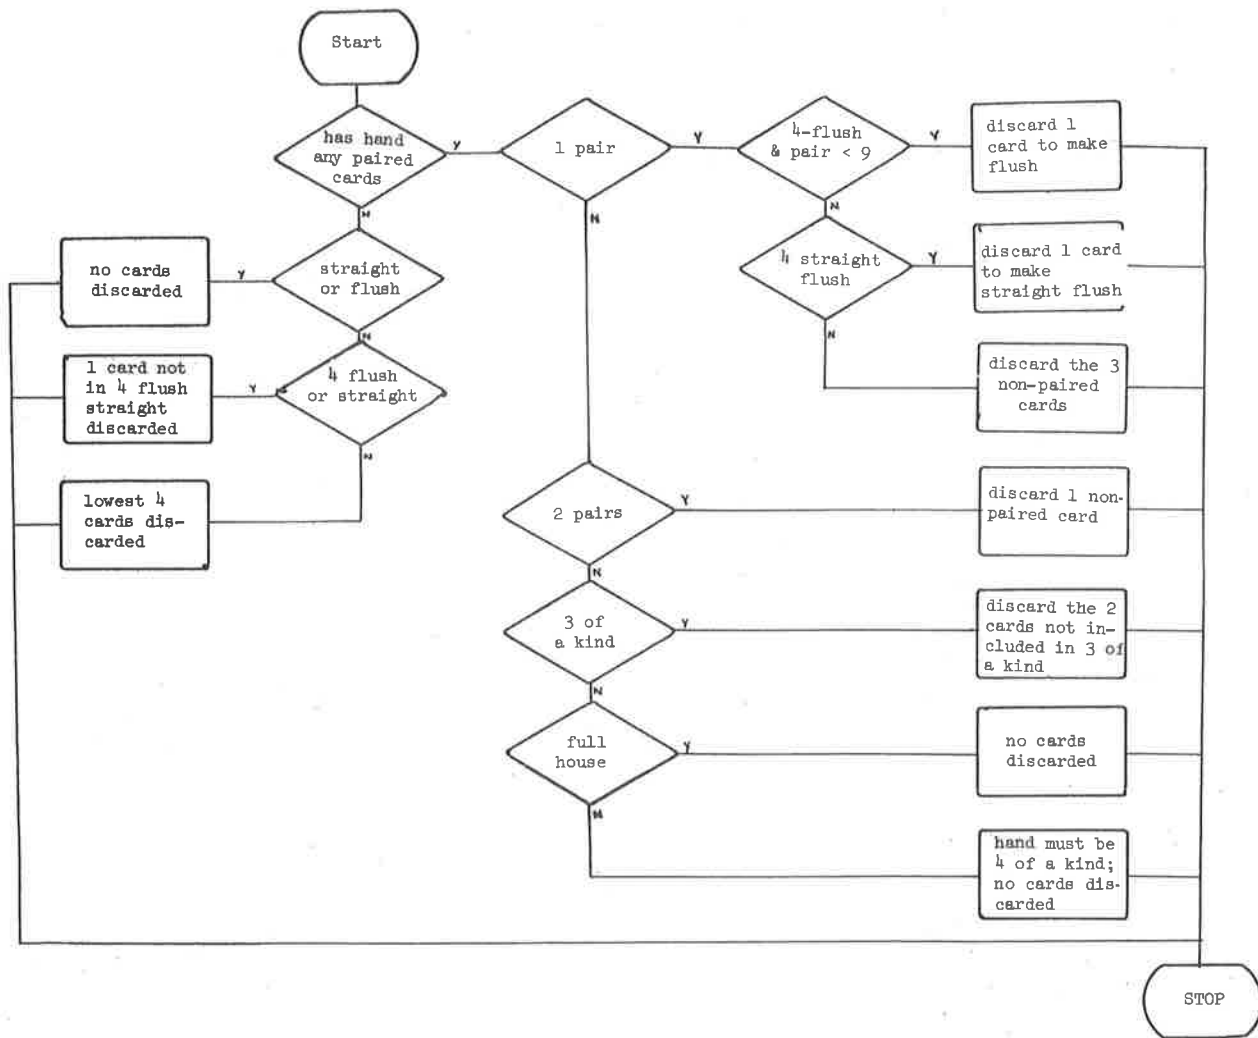 Start
has hand
any paired
cards
Y
1 pair
Y
4-flush
& pair < 9
Y
discard 1
card to make
flush
N
N
N
straight
or flush
Y
no cards
discarded
4 straight
flush
Y
discard 1 card
to make
straight flush
N
N
4 flush
or straight
Y
1 card not
in 4 flush
straight
discarded
discard the 3
non-paired
cards
N
lowest 4
cards dis-
carded
2 pairs
Y
discard 1 non-
paired card
N
3 of
a kind
Y
discard the 2
cards not in-
cluded in 3 of
a kind
N
full
house
Y
no cards
discarded
N
hand must be
4 of a kind;
no cards dis-
carded
STOP